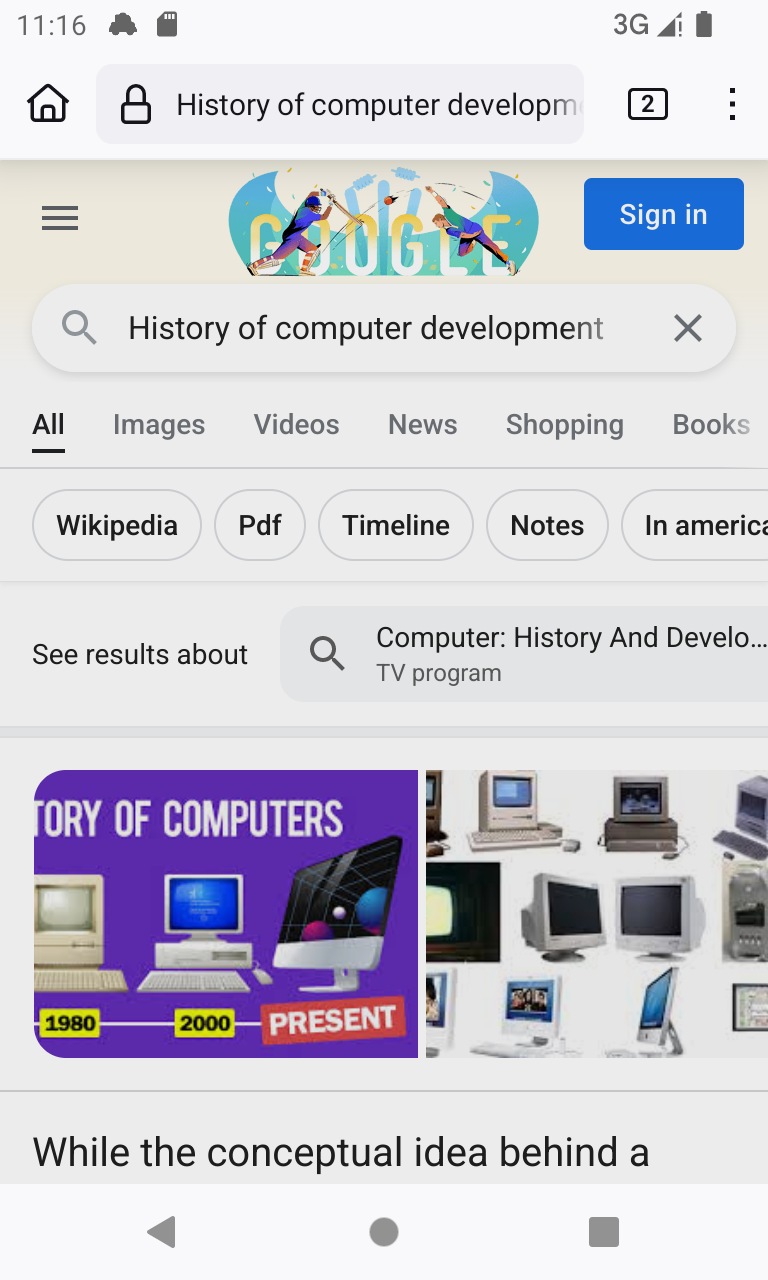 11:16
3G
History of computer developm
2
GOOGLE
Sign in
History of computer development
All
Images
Videos
News
Shopping
Books
Wikipedia
Pdf
Timeline
Notes
In america
See results about
Computer: History And Develo...
TV program
TORY OF COMPUTERS
1980
2000
PRESENT
While the conceptual idea behind a